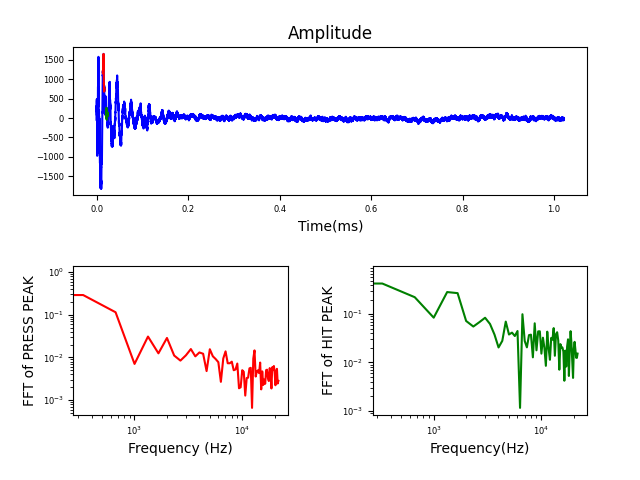 Amplitude
1500
1000
500
0
−500
−1000
−1500
0.0 0.2 0.4 0.6 0.8 1.0
Time(ms)
FFT of PRESS PEAK
10⁰
10⁻¹
10⁻²
10⁻³
10³ 10⁴
Frequency (Hz)
FFT of HIT PEAK
10⁻¹
10⁻²
10⁻³
10³ 10⁴
Frequency(Hz)